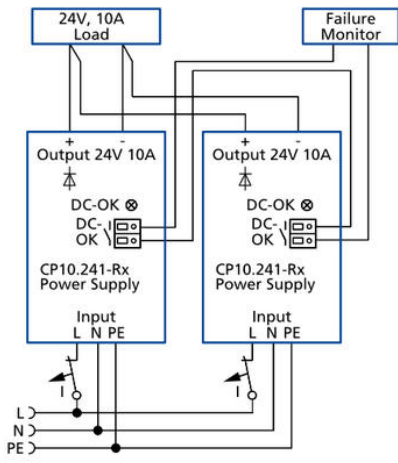 24V, 10A
Load
Failure
Monitor
+ -
Output 24V 10A
DC-OK
DC-
OK
CP10.241-Rx
Power Supply
Input
L N PE
I
+ -
Output 24V 10A
DC-OK
DC-
OK
CP10.241-Rx
Power Supply
Input
L N PE
I
L
N
PE